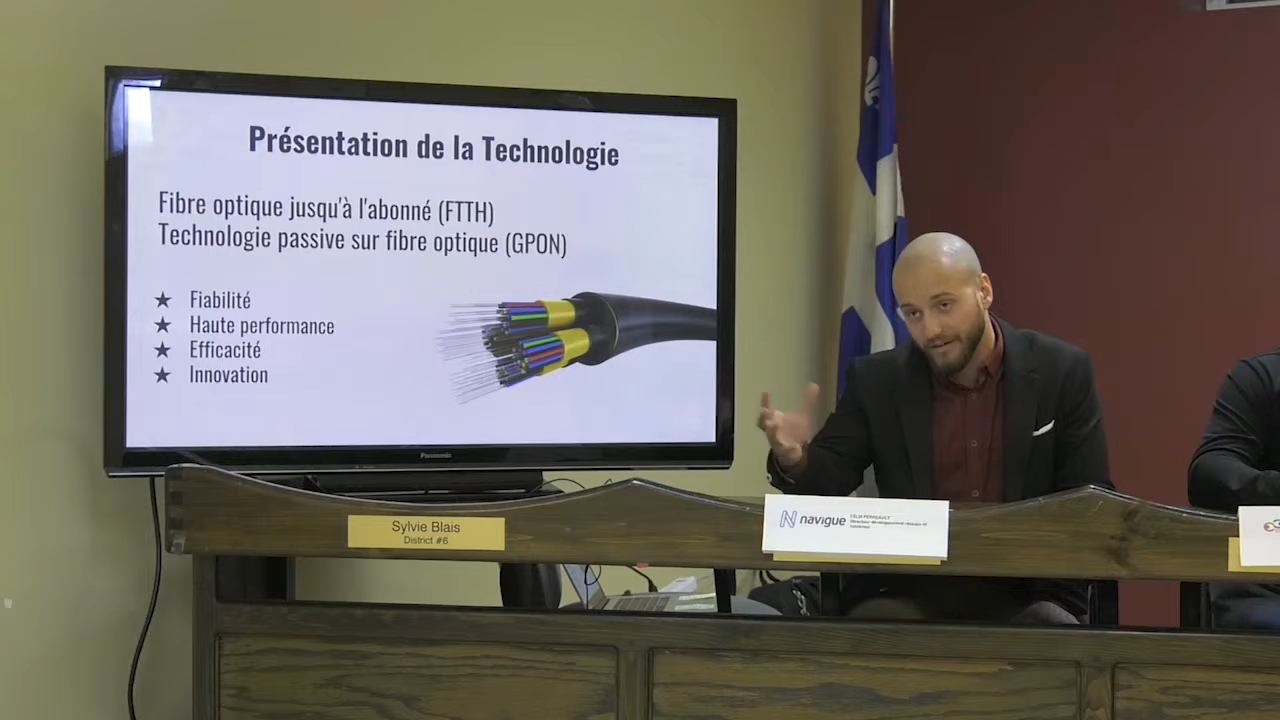 Présentation de la Technologie
Fibre optique jusqu'à l'abonné (FTTH)
Technologie passive sur fibre optique (GPON)
★ Fiabilité
★ Haute performance
★ Efficacité
★ Innovation
Panasonic
Sylvie Blais
District #6
navigue